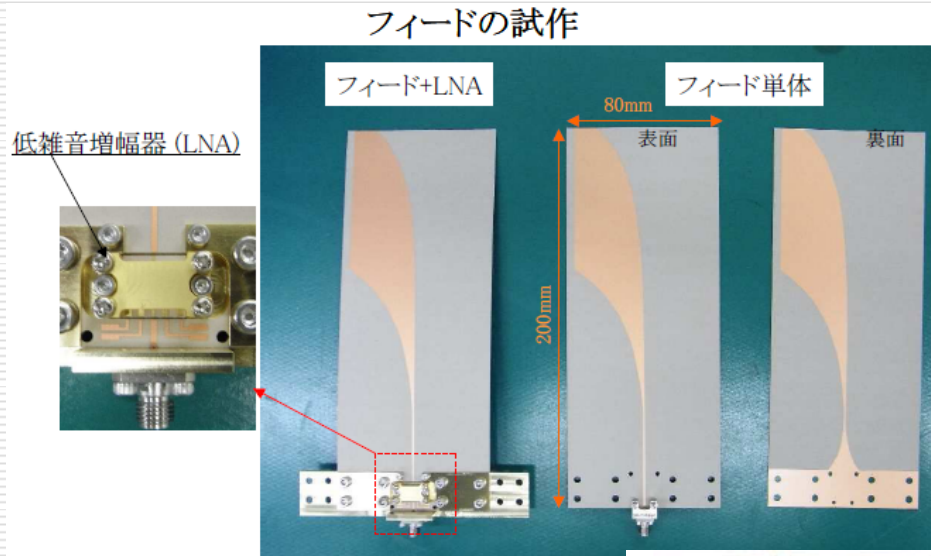 フィードの試作
フィード+LNA
フィード単体
低雑音増幅器 (LNA)
80mm
表面
裏面
200mm